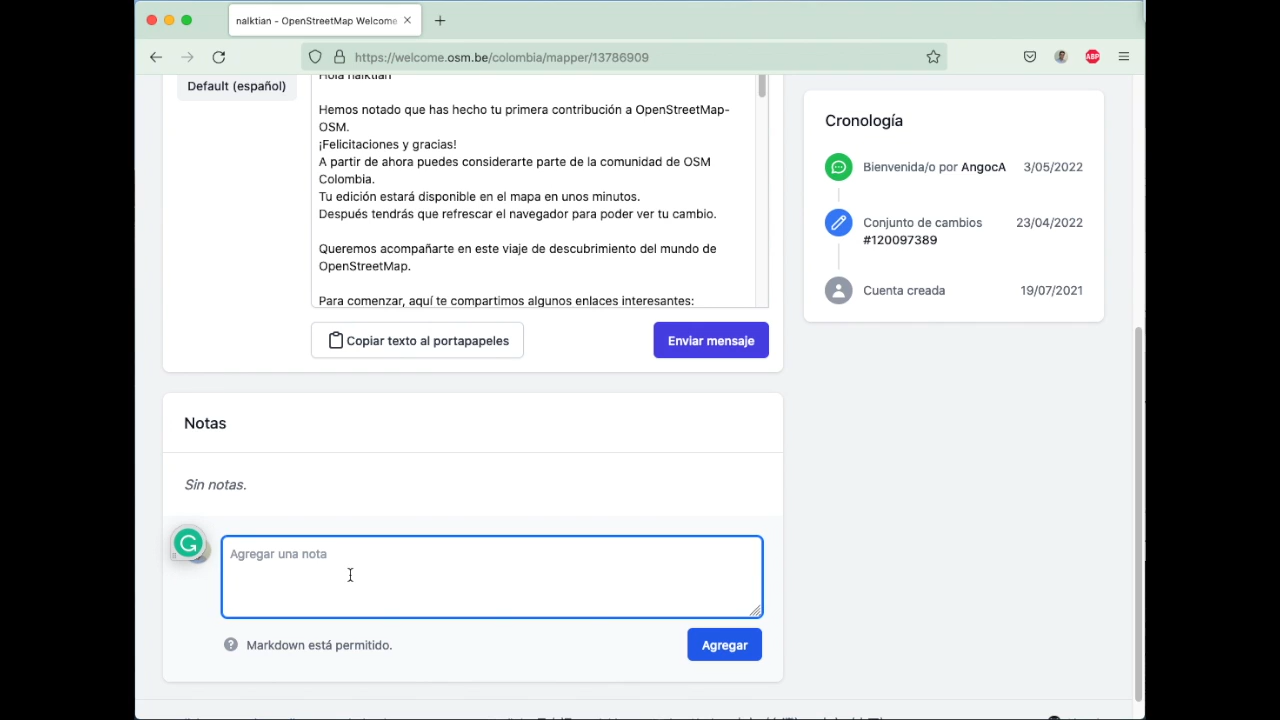 nalktian - OpenStreetMap Welcome
https://welcome.osm.be/colombia/mapper/13786909
ABP
Default (español)
Hola nalktian
Hemos notado que has hecho tu primera contribución a OpenStreetMap-
OSM.
¡Felicitaciones y gracias!
A partir de ahora puedes considerarte parte de la comunidad de OSM
Colombia.
Tu edición estará disponible en el mapa en unos minutos.
Después tendrás que refrescar el navegador para poder ver tu cambio.
Queremos acompañarte en este viaje de descubrimiento del mundo de
OpenStreetMap.
Para comenzar, aquí te compartimos algunos enlaces interesantes:
Copiar texto al portapapeles
Enviar mensaje
Cronología
Bienvenida/o por AngocA 3/05/2022
Conjunto de cambios 23/04/2022
#120097389
Cuenta creada 19/07/2021
Notas
Sin notas.
Agregar una nota
Markdown está permitido.
Agregar